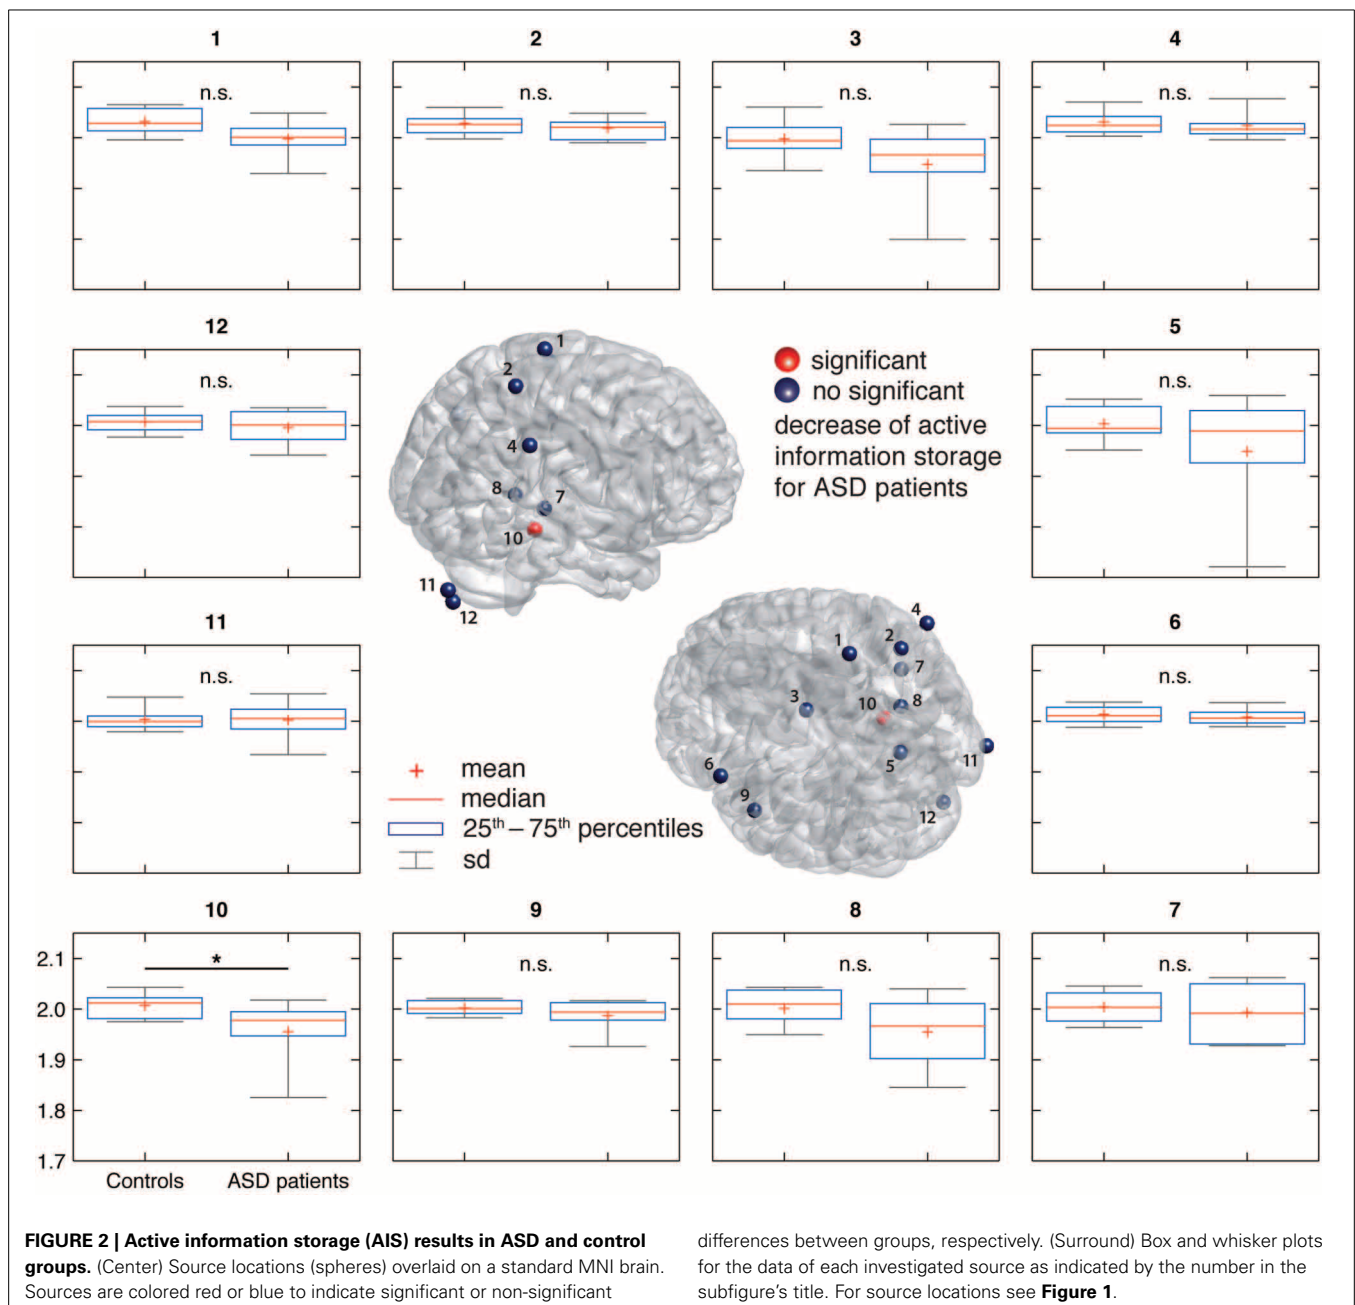 1
2
3
4
n.s.
n.s.
n.s.
n.s.
12
5
n.s.
n.s.
1
2
4
8
7
10
11
12
significant
no significant
decrease of active
information storage
for ASD patients
11
6
n.s.
n.s.
4
1
2
7
3
10
8
5
11
6
9
12
mean
median
25th – 75th percentiles
sd
10
9
8
7
2.1
2.0
1.9
1.8
1.7
*
n.s.
n.s.
n.s.
Controls
ASD patients
FIGURE 2 | Active information storage (AIS) results in ASD and control
groups. (Center) Source locations (spheres) overlaid on a standard MNI brain.
Sources are colored red or blue to indicate significant or non-significant
differences between groups, respectively. (Surround) Box and whisker plots
for the data of each investigated source as indicated by the number in the
subfigure's title. For source locations see Figure 1.